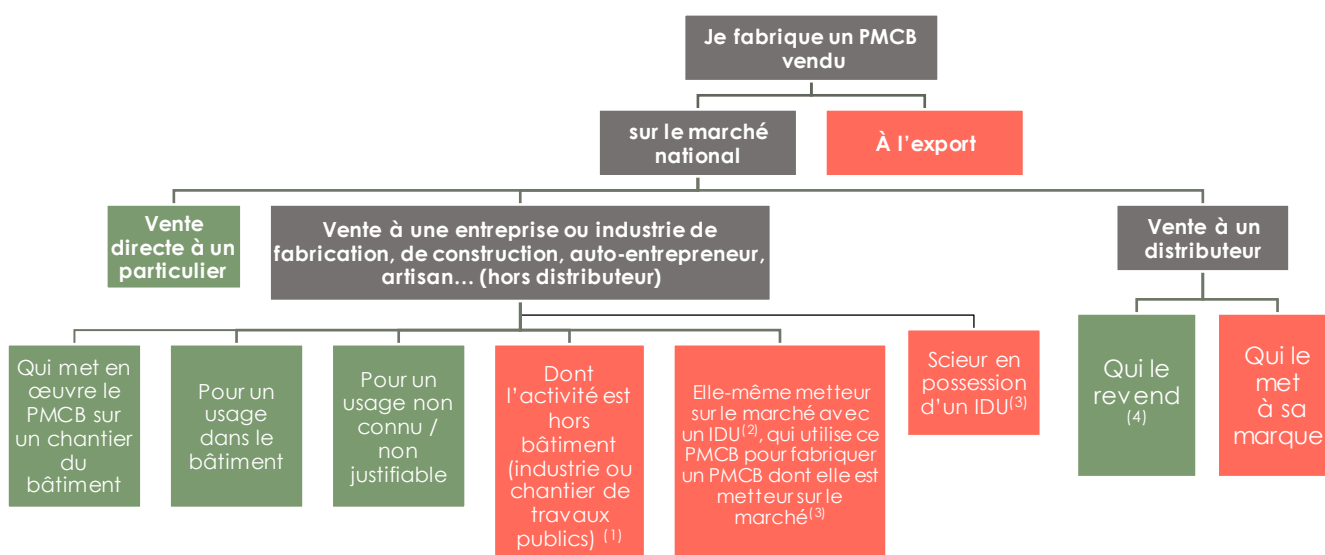 Je fabrique un PMCB
vendu
sur le marché
national
À l’export
Vente
directe à un
particulier
Vente à une entreprise ou industrie de
fabrication, de construction, auto-entrepreneur,
artisan… (hors distributeur)
Vente à un
distributeur
Qui met en
œuvre le
PMCB sur
un chantier
du
bâtiment
Pour un
usage
dans le
bâtiment
Pour un
usage non
connu /
non
justifiable
Dont
l’activité est
hors
bâtiment
(industrie ou
chantier de
travaux
publics) (1)
Elle-même metteur
sur le marché avec
un IDU(2), qui utilise ce
PMCB pour fabriquer
un PMCB dont elle est
metteur sur le
marché(3)
Scieur en
possession
d’un IDU(3)
Qui le
revend
(4)
Qui le
met
à sa
marque